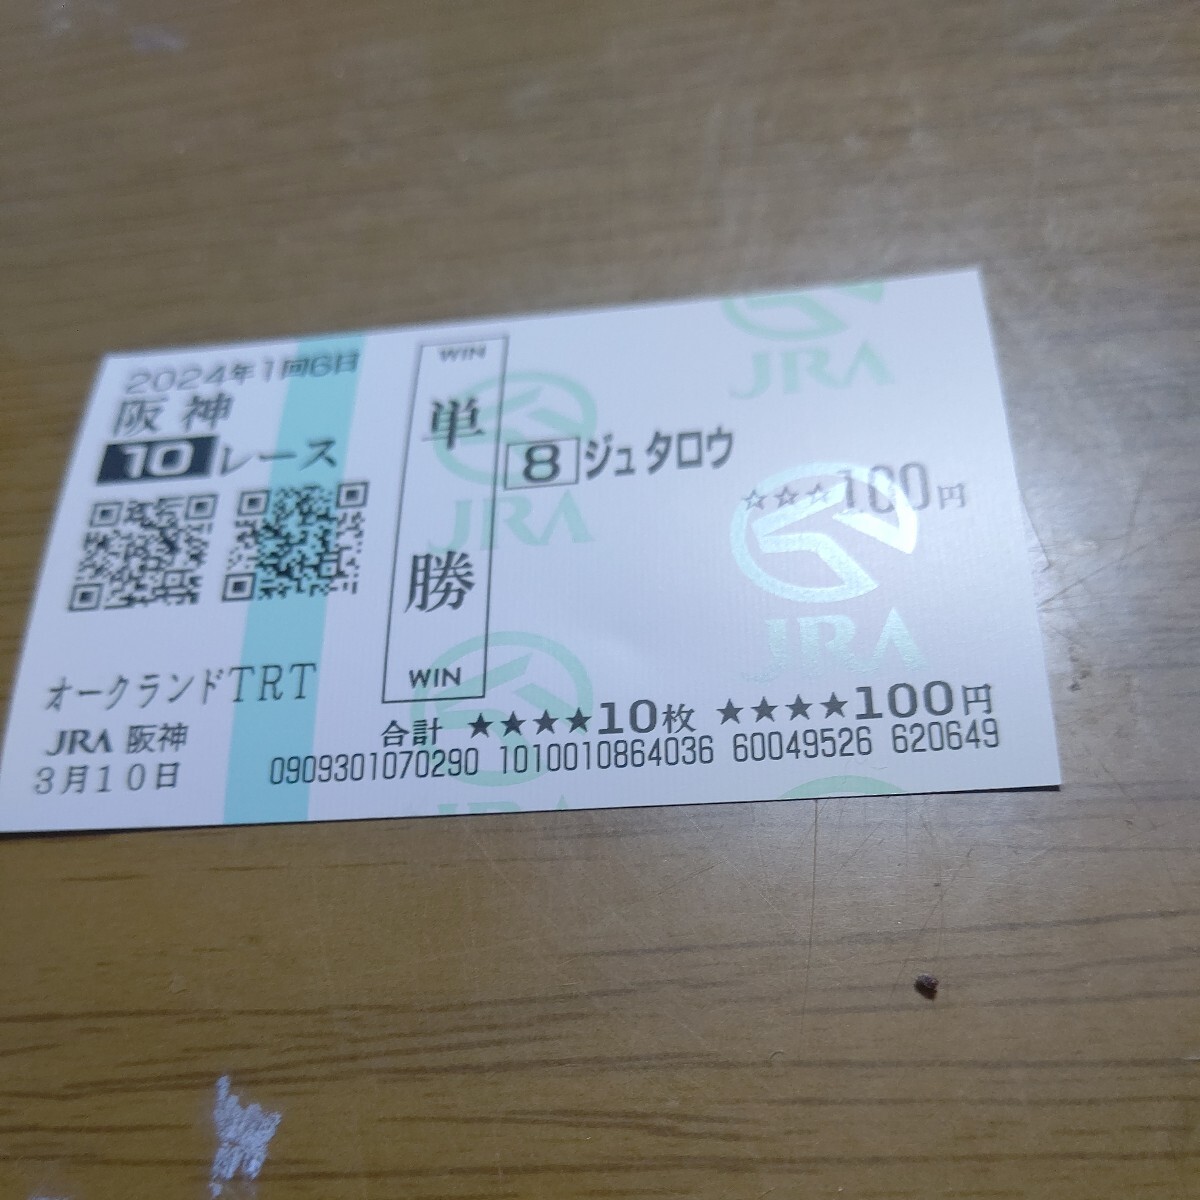 2024年1回6日
阪神
10レース
オークランドTRT
JRA 阪神
3月10日
WIN
単勝
WIN
8 ジュタロウ
☆☆☆100円
合計 ★★★★10枚 ★★★★100円
0909301070290 1010010864036 60049526 620649
JRA
JRA
JRA